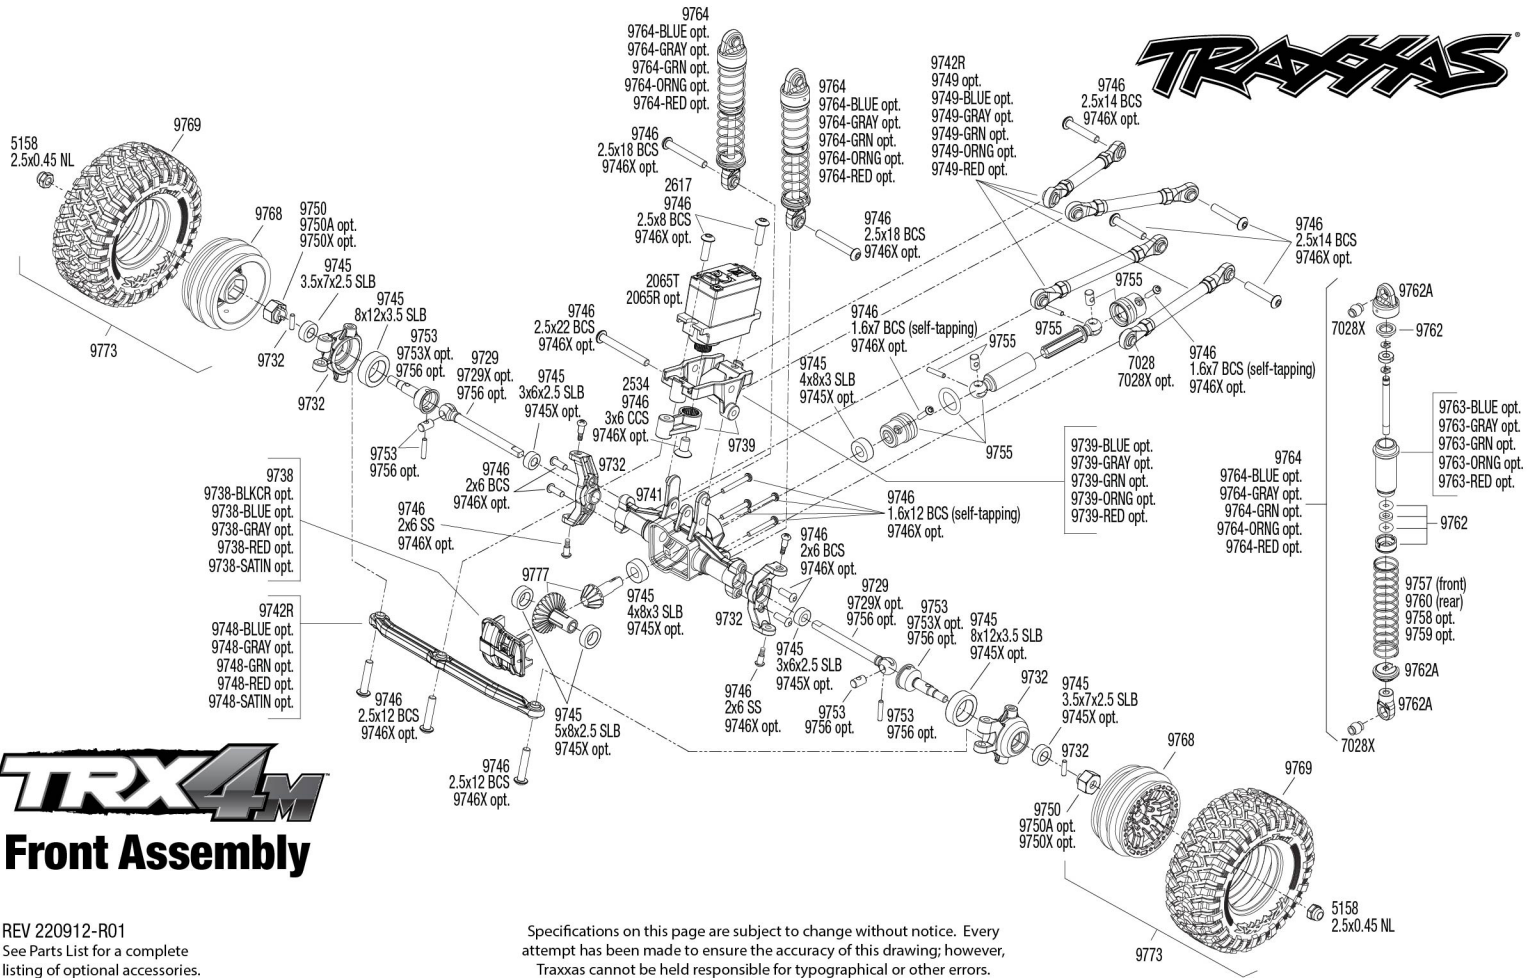 TRAXXAS
9764
9764-BLUE opt.
9764-GRAY opt.
9764-GRN opt.
9764-ORNG opt.
9764-RED opt.
9764
9764-BLUE opt.
9764-GRAY opt.
9764-GRN opt.
9764-ORNG opt.
9764-RED opt.
9742R
9749 opt.
9749-BLUE opt.
9749-GRAY opt.
9749-GRN opt.
9749-ORNG opt.
9749-RED opt.
9746
2.5x14 BCS
9746X opt.
5158
2.5x0.45 NL
9769
9768
9750
9750A opt.
9750X opt.
9745
3.5x7x2.5 SLB
9745
8x12x3.5 SLB
9773
9732
9732
9753
9753X opt.
9756 opt.
9729
9729X opt.
9756 opt.
9746
2.5x18 BCS
9746X opt.
2617
9746
2.5x8 BCS
9746X opt.
2065T
2065R opt.
9746
2.5x22 BCS
9746X opt.
9745
3x6x2.5 SLB
9745X opt.
2534
9746
3x6 CCS
9746X opt.
9739
9746
2.5x18 BCS
9746X opt.
9746
1.6x7 BCS (self-tapping)
9746X opt.
9745
4x8x3 SLB
9745X opt.
9755
9755
9755
9755
9746
2.5x14 BCS
9746X opt.
7028
7028X opt.
9746
1.6x7 BCS (self-tapping)
9746X opt.
9762A
7028X
9762
9763-BLUE opt.
9763-GRAY opt.
9763-GRN opt.
9763-ORNG opt.
9763-RED opt.
9764
9764-BLUE opt.
9764-GRAY opt.
9764-GRN opt.
9764-ORNG opt.
9764-RED opt.
9762
9757 (front)
9760 (rear)
9758 opt.
9759 opt.
9762A
9762A
7028X
9739-BLUE opt.
9739-GRAY opt.
9739-GRN opt.
9739-ORNG opt.
9739-RED opt.
9753
9756 opt.
9746
2x6 BCS
9746X opt.
9732
9741
9746
2x6 SS
9746X opt.
9746
1.6x12 BCS (self-tapping)
9746X opt.
9746
2x6 BCS
9746X opt.
9738
9738-BLKCR opt.
9738-BLUE opt.
9738-GRAY opt.
9738-RED opt.
9738-SATIN opt.
9742R
9748-BLUE opt.
9748-GRAY opt.
9748-GRN opt.
9748-RED opt.
9748-SATIN opt.
9777
9745
4x8x3 SLB
9745X opt.
9732
9729
9729X opt.
9756 opt.
9753
9753X opt.
9756 opt.
9745
8x12x3.5 SLB
9745X opt.
9745
3x6x2.5 SLB
9745X opt.
9732
9745
3.5x7x2.5 SLB
9745X opt.
9746
2x6 SS
9746X opt.
9753
9756 opt.
9753
9756 opt.
9746
2.5x12 BCS
9746X opt.
9745
5x8x2.5 SLB
9745X opt.
9746
2.5x12 BCS
9746X opt.
9732
9768
9769
9750
9750A opt.
9750X opt.
5158
2.5x0.45 NL
9773
TRX4M
Front Assembly
REV 220912-R01
See Parts List for a complete
listing of optional accessories.
Specifications on this page are subject to change without notice. Every
attempt has been made to ensure the accuracy of this drawing; however,
Traxxas cannot be held responsible for typographical or other errors.